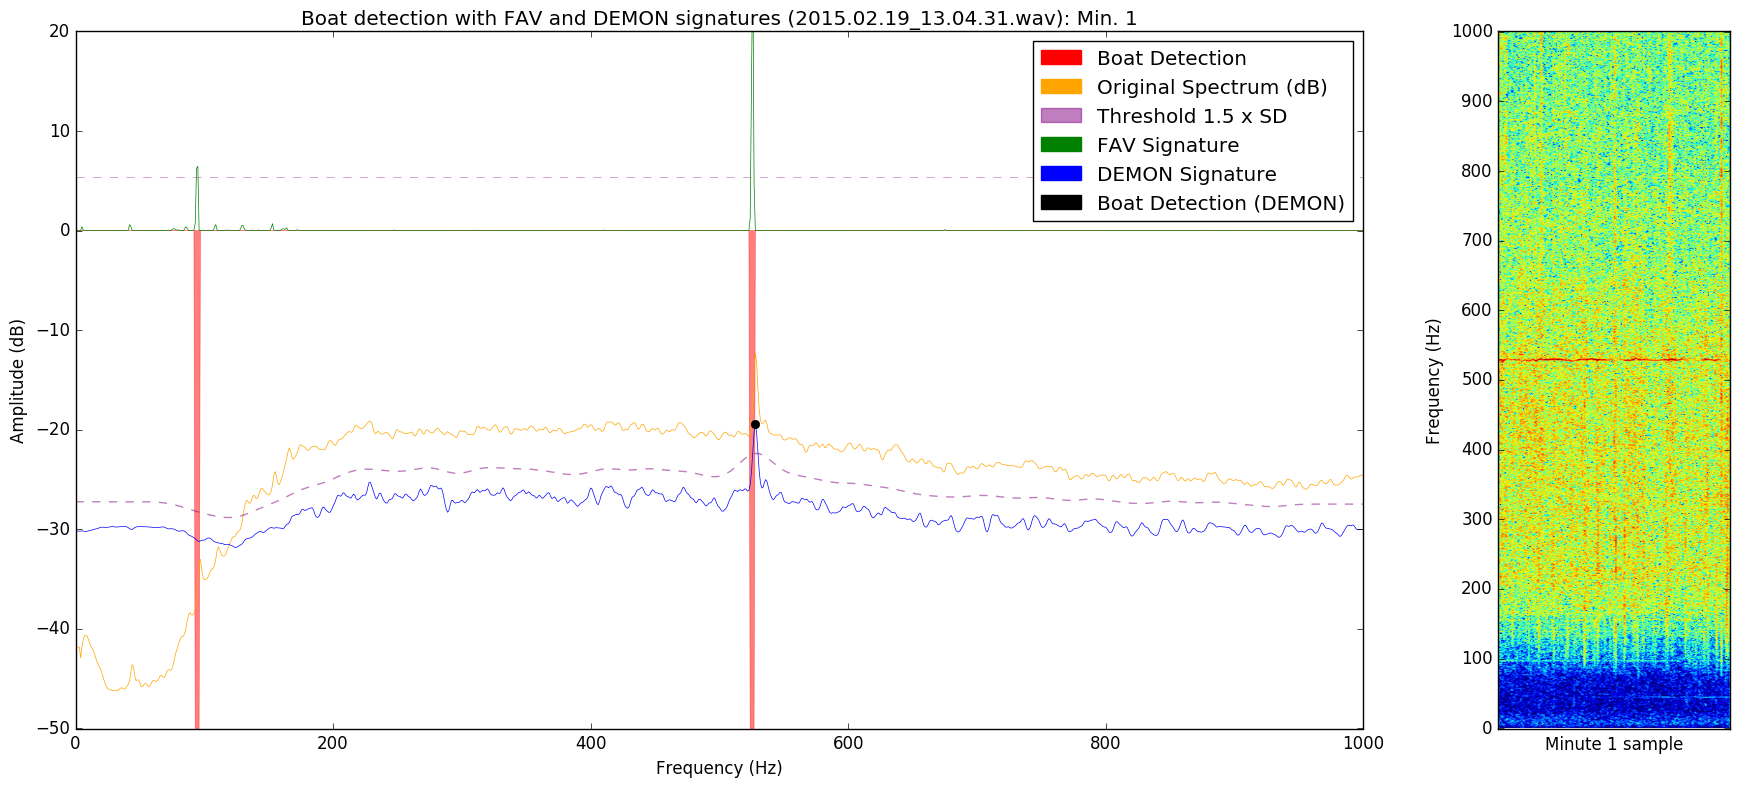 Boat detection with FAV and DEMON signatures (2015.02.19_13.04.31.wav): Min. 1
Boat Detection
Original Spectrum (dB)
Threshold 1.5 x SD
FAV Signature
DEMON Signature
Boat Detection (DEMON)
20
10
0
−10
−20
−30
−40
−50
Amplitude (dB)
0
200
400
600
800
1000
Frequency (Hz)
1000
900
800
700
600
500
400
300
200
100
0
Frequency (Hz)
Minute 1 sample